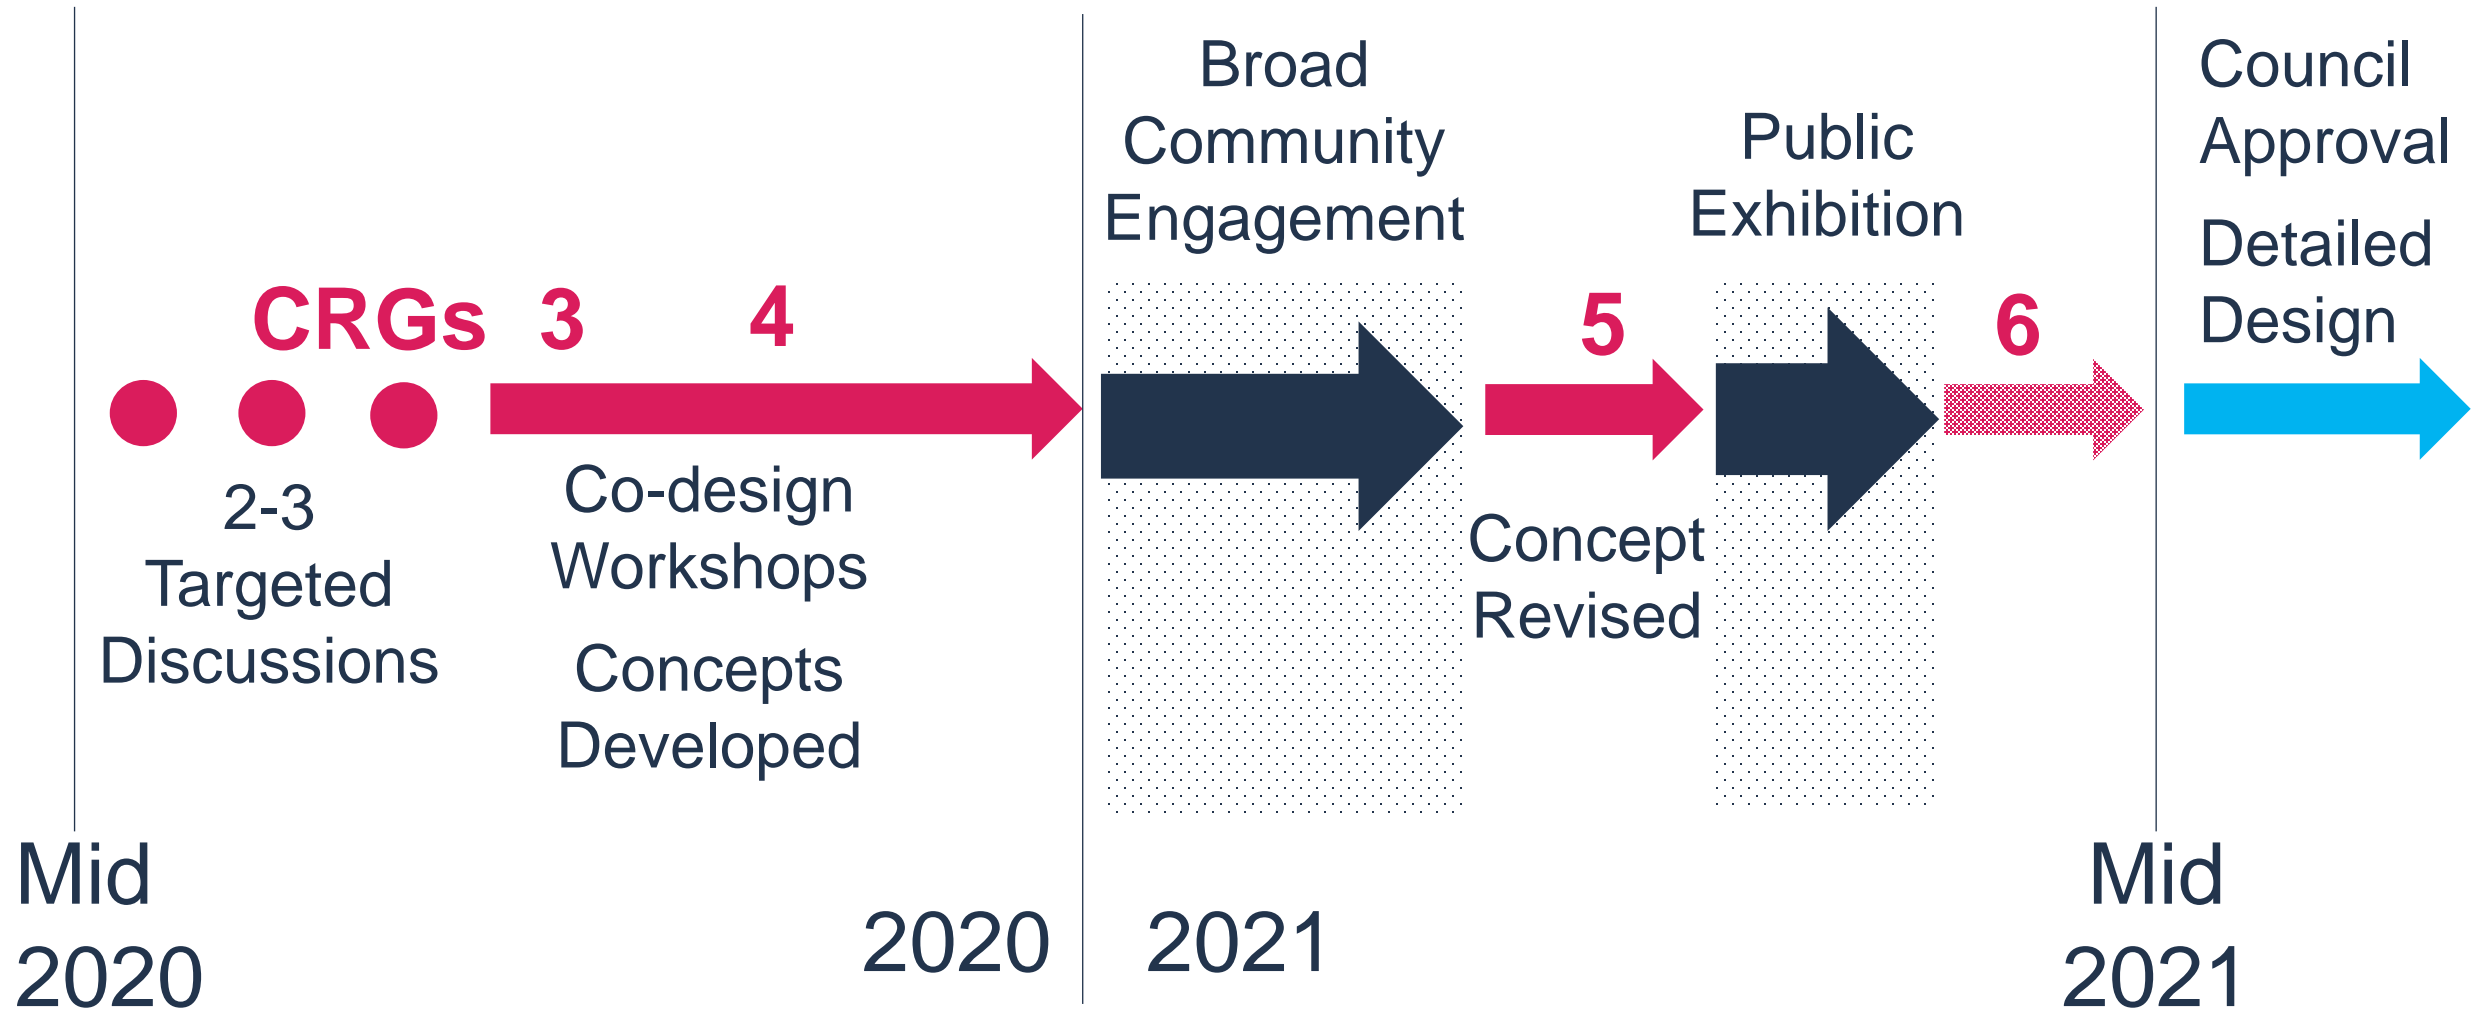 Broad
Community
Engagement
Public
Exhibition
Council
Approval
Detailed
Design
CRGs 3 4 5 6
2-3
Targeted
Discussions
Co-design
Workshops
Concepts
Developed
Concept
Revised
Mid
2020
2020
2021
Mid
2021